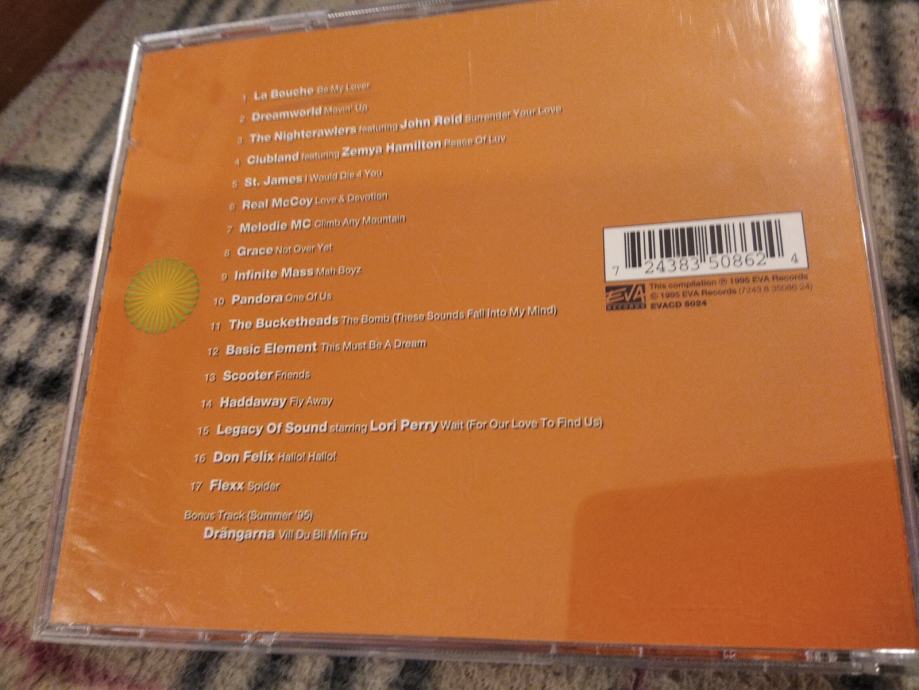 1 La Bouche Be My Lover
2 Dreamworld Movin' Up
3 The Nightcrawlers featuring John Reid Surrender Your Love
4 Clubland featuring Zemya Hamilton Peace Of Luv
5 St. James I Would Die 4 You
6 Real McCoy Love & Devotion
7 Melodie MC Climb Any Mountain
8 Grace Not Over Yet
9 Infinite Mass Mah Boyz
10 Pandora One Of Us
11 The Bucketheads The Bomb (These Sounds Fall Into My Mind)
12 Basic Element This Must Be A Dream
13 Scooter Friends
14 Haddaway Fly Away
15 Legacy Of Sound starring Lori Perry Wait (For Our Love To Find Us)
16 Don Felix Hallo! Hallo!
17 Flexx Spider
Bonus Track (Summer '95)
Drängarna Vill Du Bli Min Fru
7 24383 50862 4
EVA RECORDS
This compilation ℗ 1995 EVA Records
© 1995 EVA Records (7243 8 35086 24)
EVACD 5024